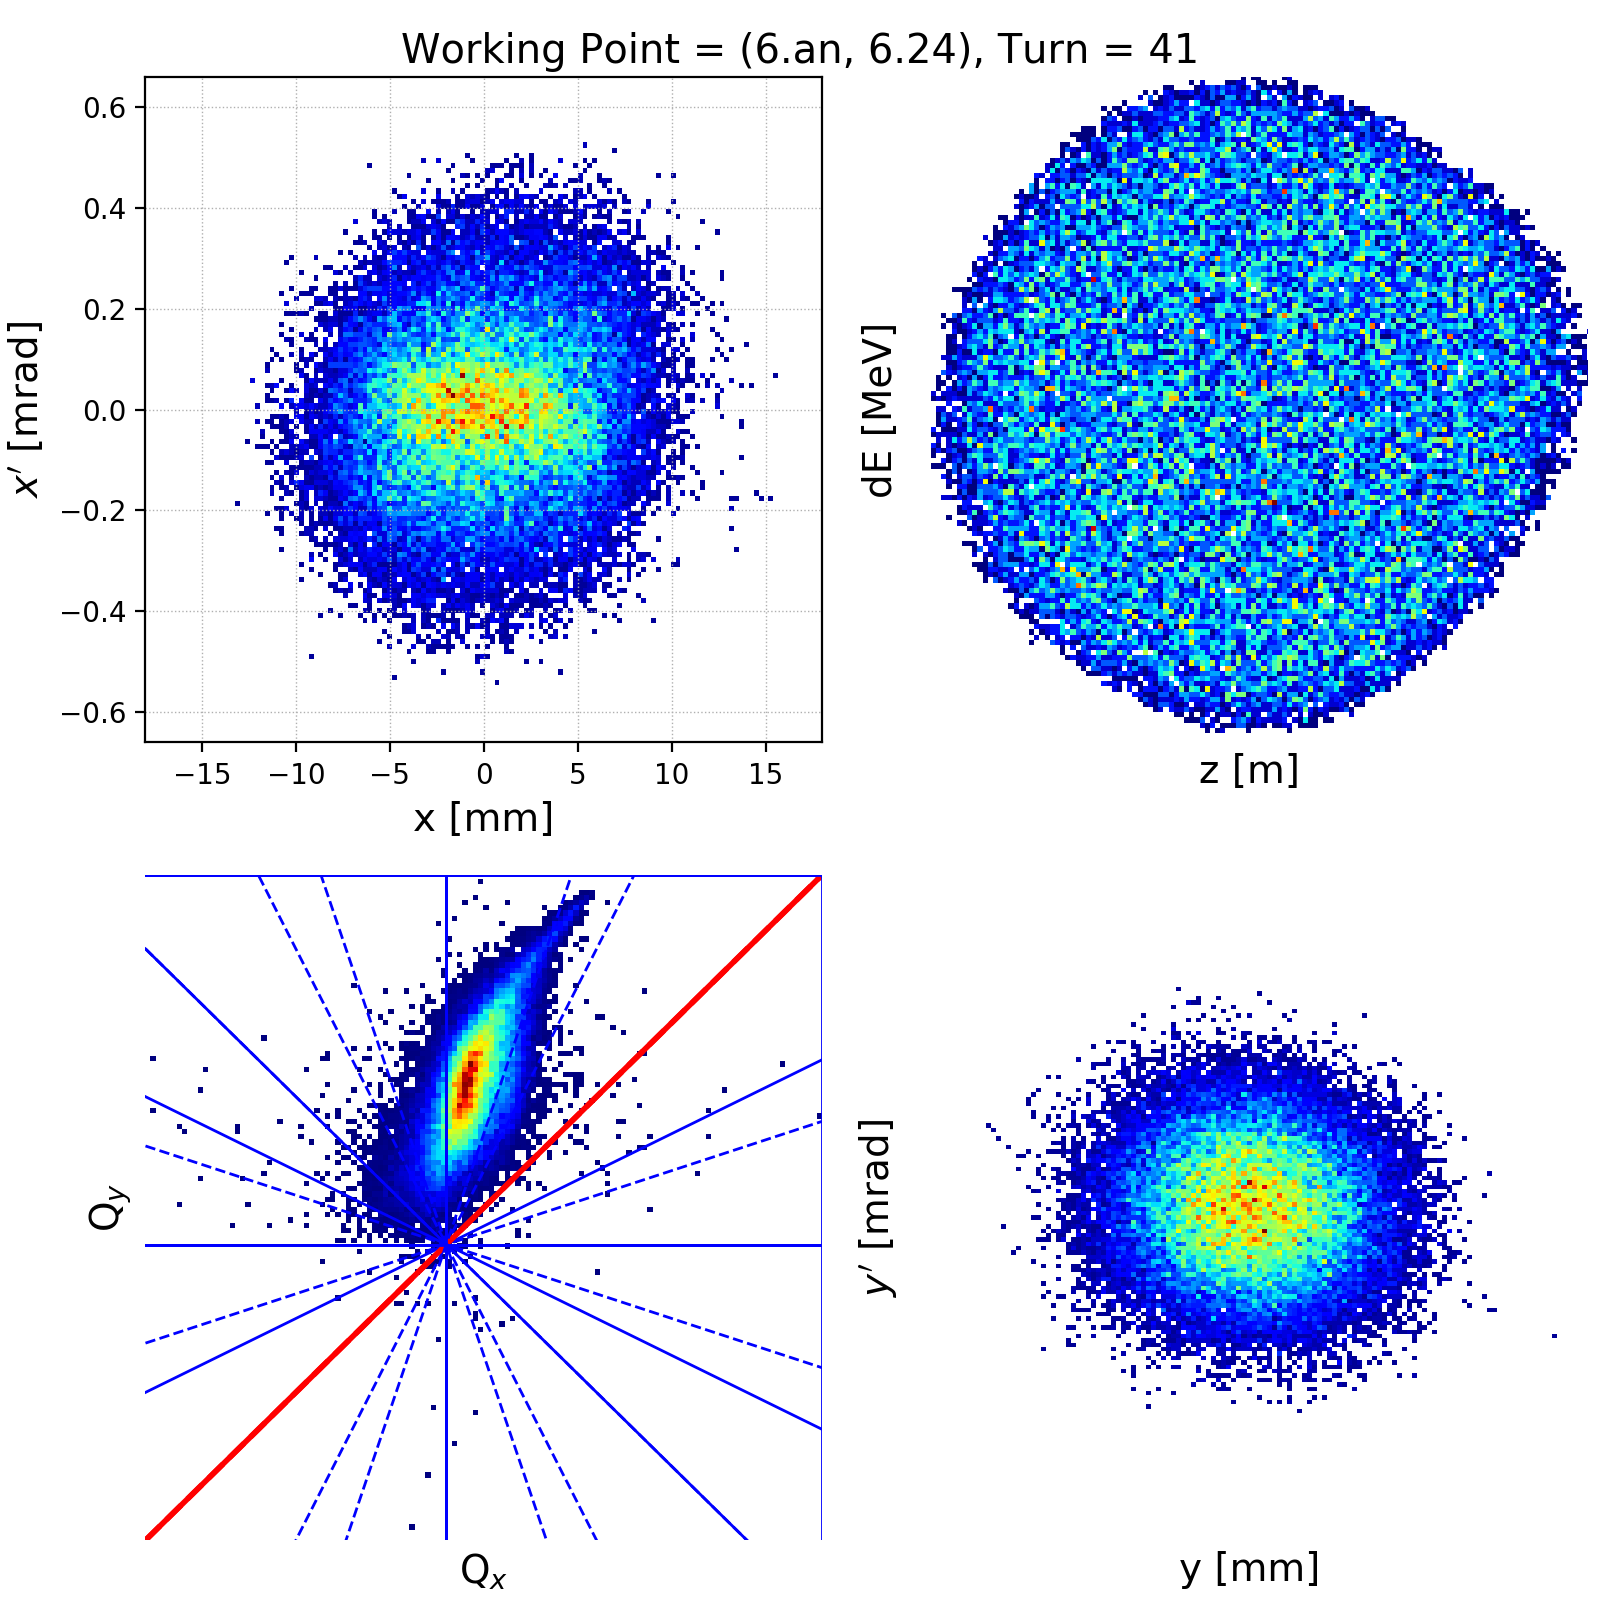 Working Point = (6.an, 6.24), Turn = 41
x′ [mrad]
0.6
0.4
0.2
0.0
−0.2
−0.4
−0.6
−15 −10 −5 0 5 10 15
x [mm]
dE [MeV]
z [m]
Qy
Qx
y′ [mrad]
y [mm]